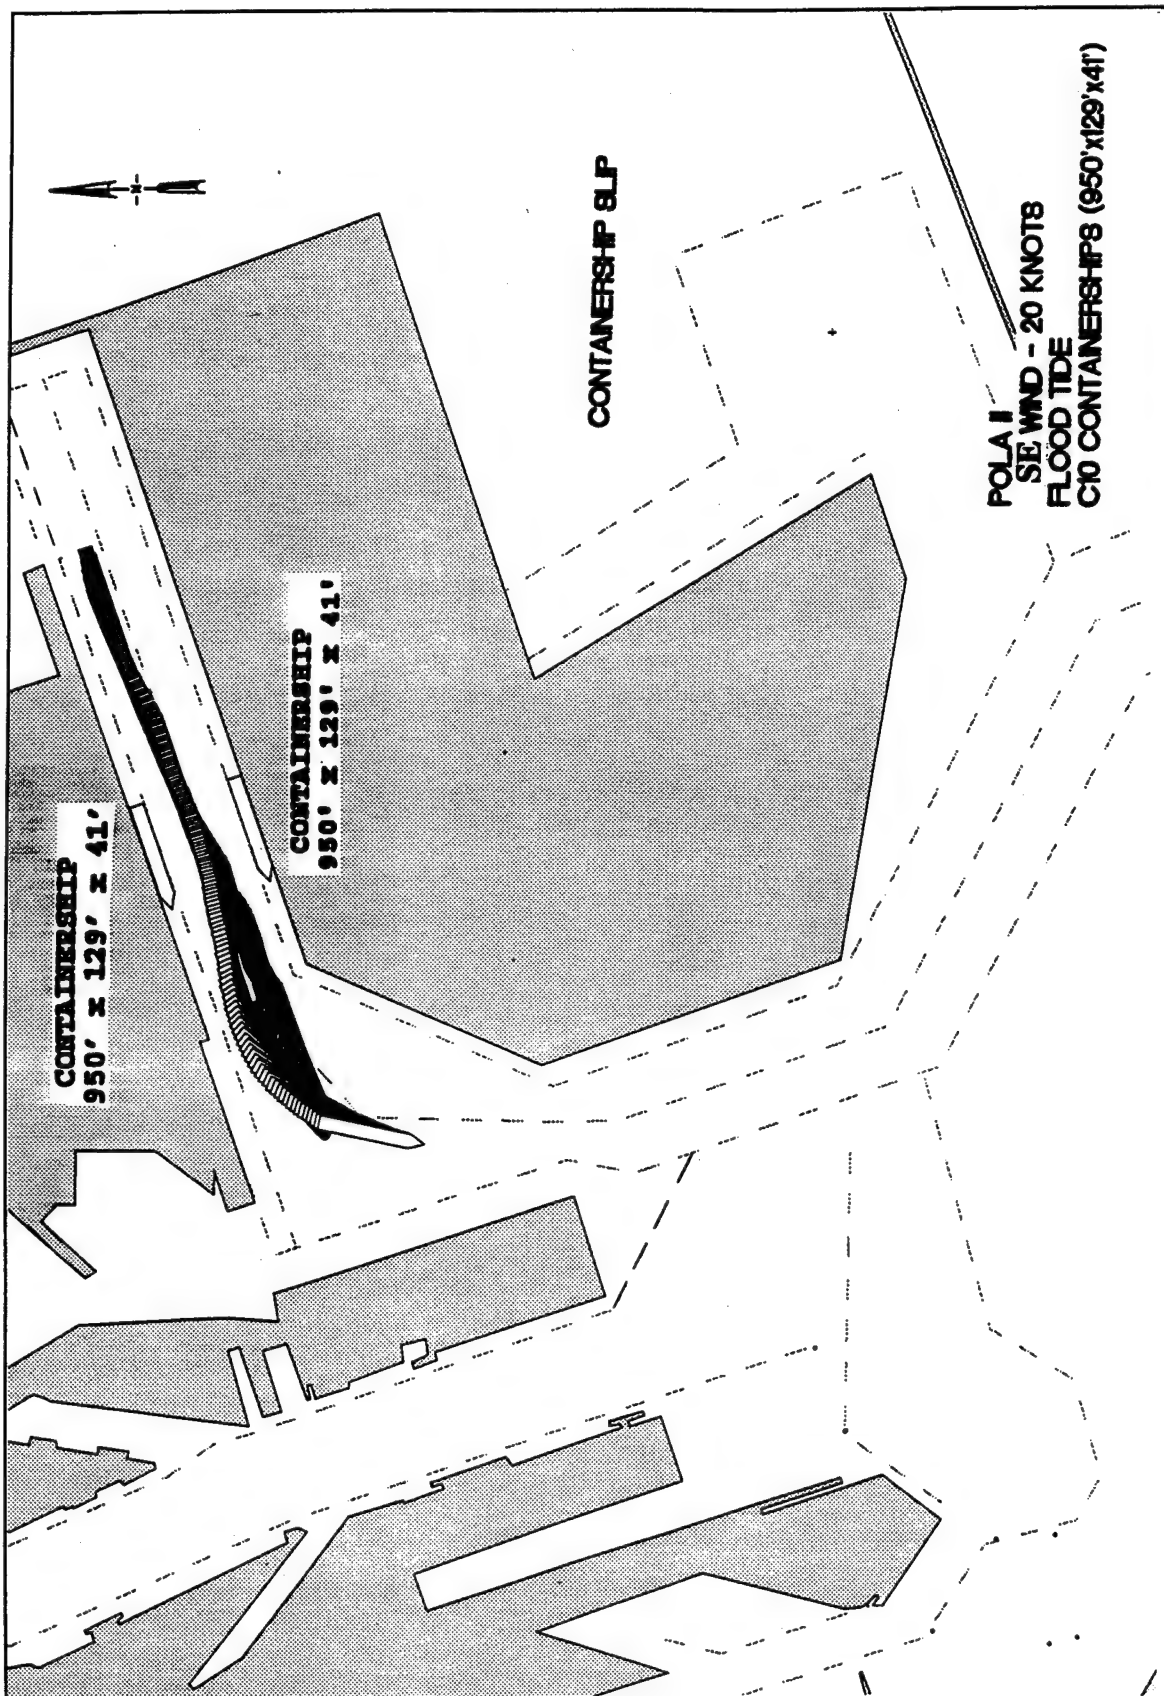 CONTAINERSHIP
950' x 129' x 41'
CONTAINERSHIP
950' x 129' x 41'
CONTAINERSHIP SLIP
POLA II
SE WIND - 20 KNOTS
FLOOD TIDE
C10 CONTAINERSHIPS (950'x129'x41')